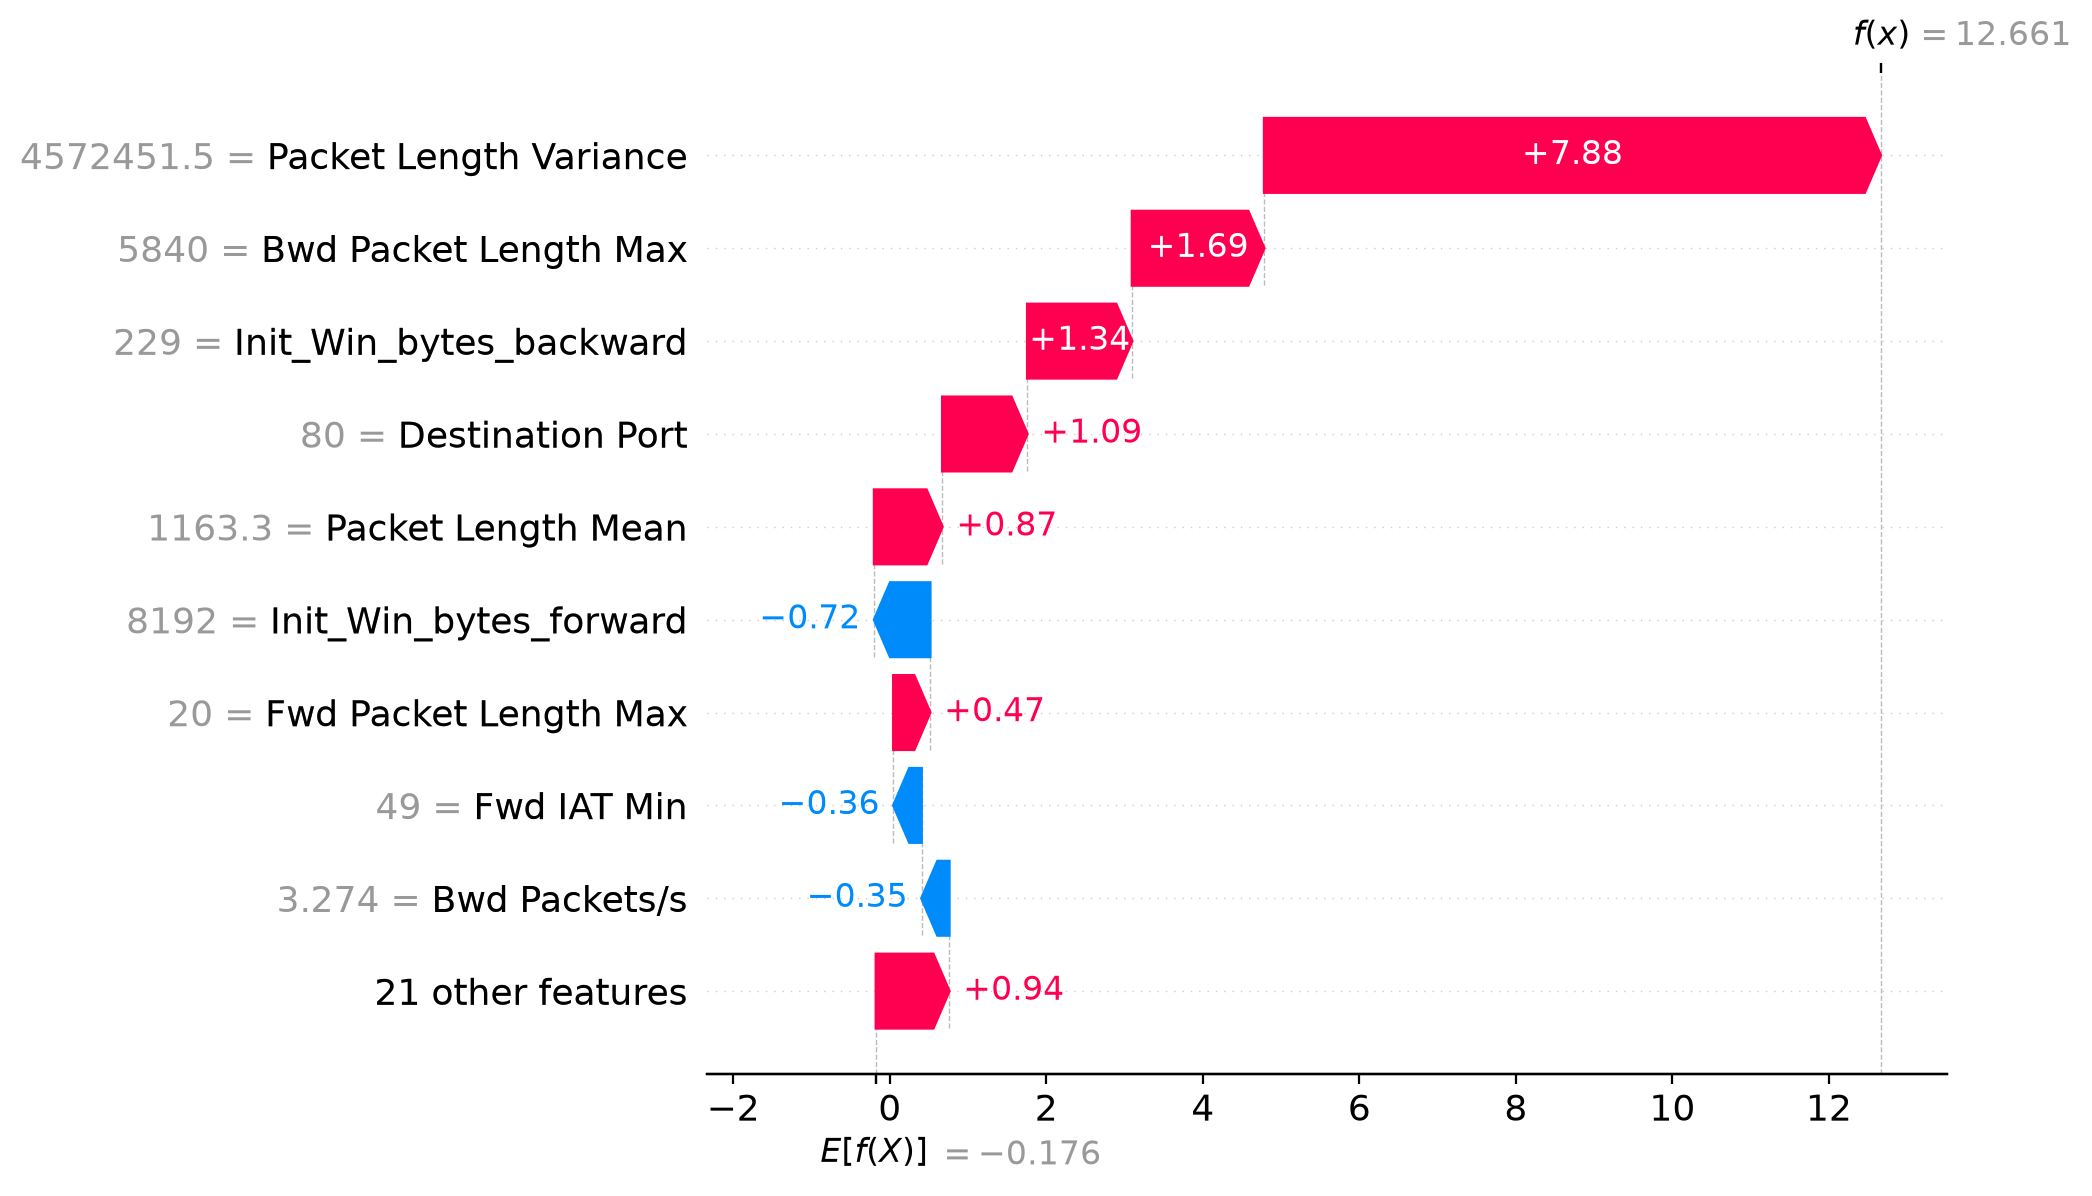 f(x) = 12.661
4572451.5 = Packet Length Variance
+7.88
5840 = Bwd Packet Length Max
+1.69
229 = Init_Win_bytes_backward
+1.34
80 = Destination Port
+1.09
1163.3 = Packet Length Mean
+0.87
8192 = Init_Win_bytes_forward
−0.72
20 = Fwd Packet Length Max
+0.47
49 = Fwd IAT Min
−0.36
3.274 = Bwd Packets/s
−0.35
21 other features
+0.94
−2 0 2 4 6 8 10 12
E[f(X)] = −0.176